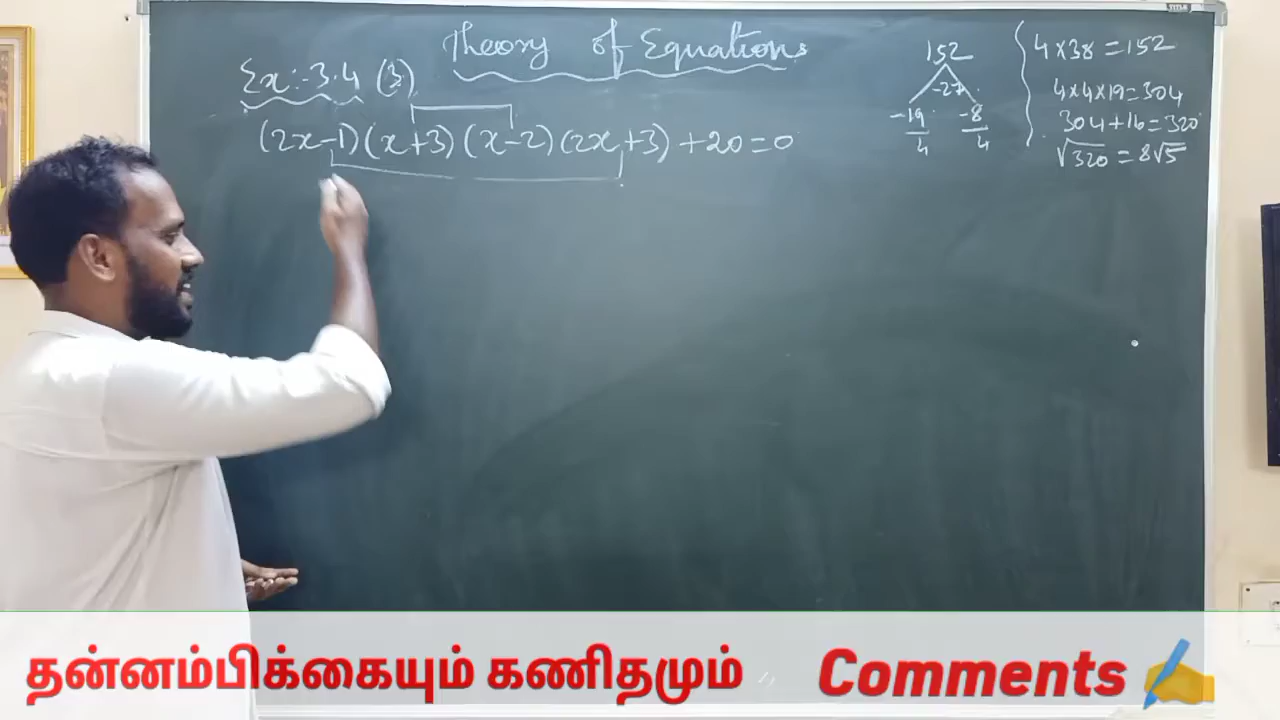 Theory of Equations
Ex:-3.4 (3)
(2x-1)(x+3)(x-2)(2x+3)+20=0
152
-27
-19 -8
4 4
4×38=152
4×4×19=304
304+16=320
√320 = 8√5
தன்னம்பிக்கையும் கணிதமும் Comments
TITLE